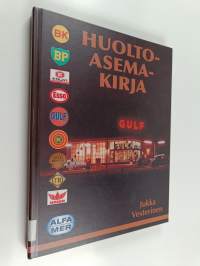 HUOLTO-
ASEMA-
KIRJA
BK
BP
Esso
GULF
GULF
Jukka
Vesterinen
ALFA
MER